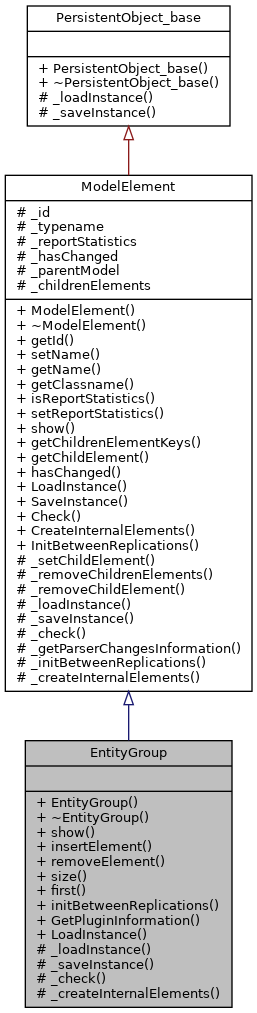 PersistentObject_base
+ PersistentObject_base()
+ ~PersistentObject_base()
# _loadInstance()
# _saveInstance()
ModelElement
# _id
# _typename
# _reportStatistics
# _hasChanged
# _parentModel
# _childrenElements
+ ModelElement()
+ ~ModelElement()
+ getId()
+ setName()
+ getName()
+ getClassname()
+ isReportStatistics()
+ setReportStatistics()
+ show()
+ getChildrenElementKeys()
+ getChildElement()
+ hasChanged()
+ LoadInstance()
+ SaveInstance()
+ Check()
+ CreateInternalElements()
+ InitBetweenReplications()
# _setChildElement()
# _removeChildrenElements()
# _removeChildElement()
# _loadInstance()
# _saveInstance()
# _check()
# _getParserChangesInformation()
# _initBetweenReplications()
# _createInternalElements()
EntityGroup
+ EntityGroup()
+ ~EntityGroup()
+ show()
+ insertElement()
+ removeElement()
+ size()
+ first()
+ initBetweenReplications()
+ GetPluginInformation()
+ LoadInstance()
# _loadInstance()
# _saveInstance()
# _check()
# _createInternalElements()